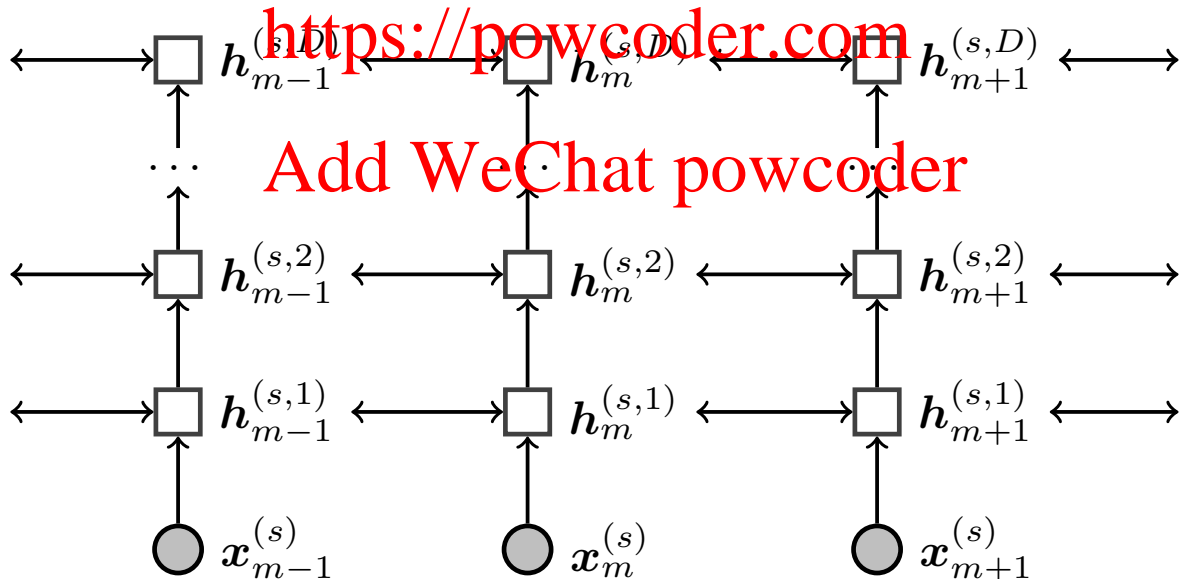 https://powcoder.com
h_{m-1}^{(s,D)} h_m^{(s,D)} h_{m+1}^{(s,D)}
... Add WeChat powcoder ... ...
h_{m-1}^{(s,2)} h_m^{(s,2)} h_{m+1}^{(s,2)}
h_{m-1}^{(s,1)} h_m^{(s,1)} h_{m+1}^{(s,1)}
x_{m-1}^{(s)} x_m^{(s)} x_{m+1}^{(s)}